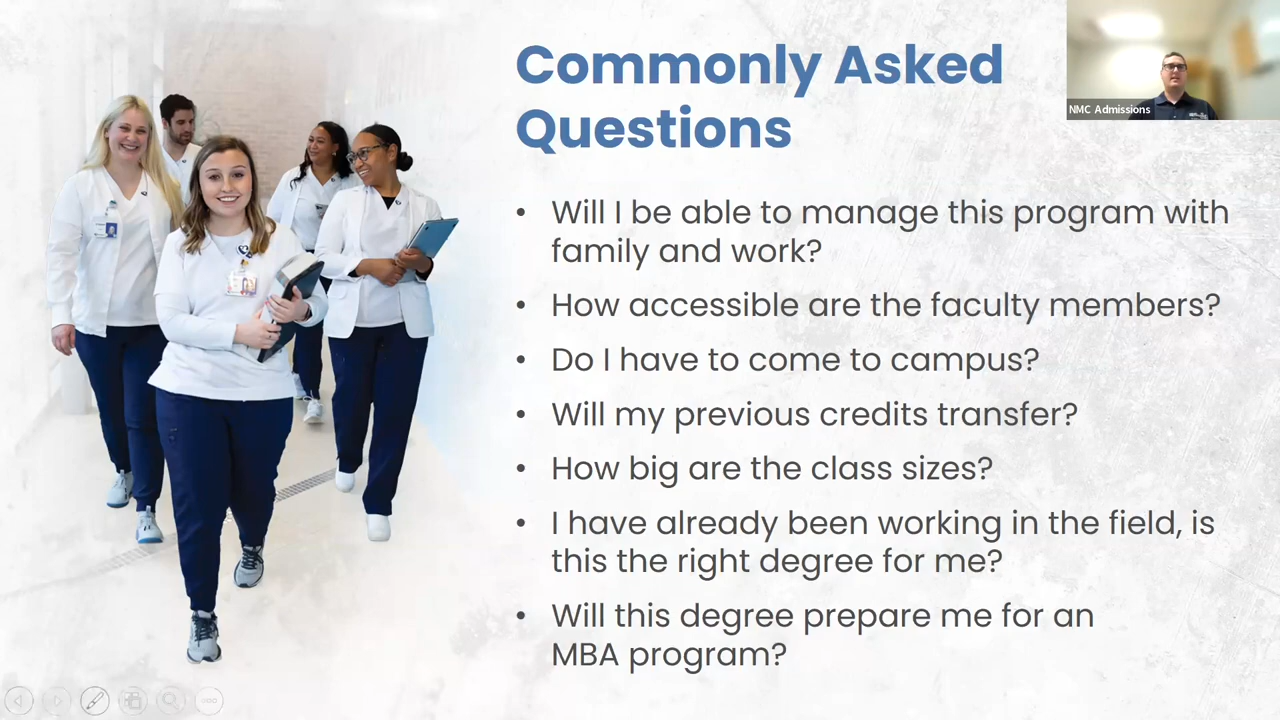 Commonly Asked
Questions
NMC Admissions
• Will I be able to manage this program with
family and work?
• How accessible are the faculty members?
• Do I have to come to campus?
• Will my previous credits transfer?
• How big are the class sizes?
• I have already been working in the field, is
this the right degree for me?
• Will this degree prepare me for an
MBA program?